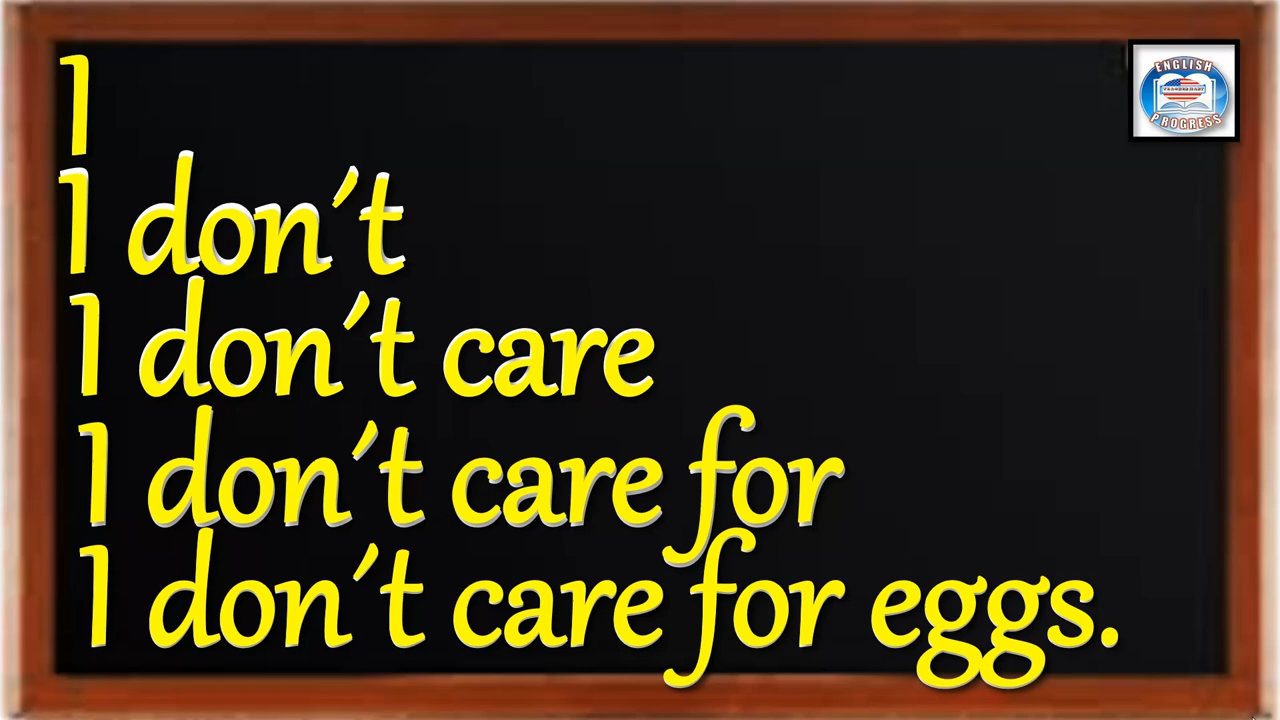 I
I don't
I don't care
I don't care for
I don't care for eggs.
ENGLISH
PROGRESS